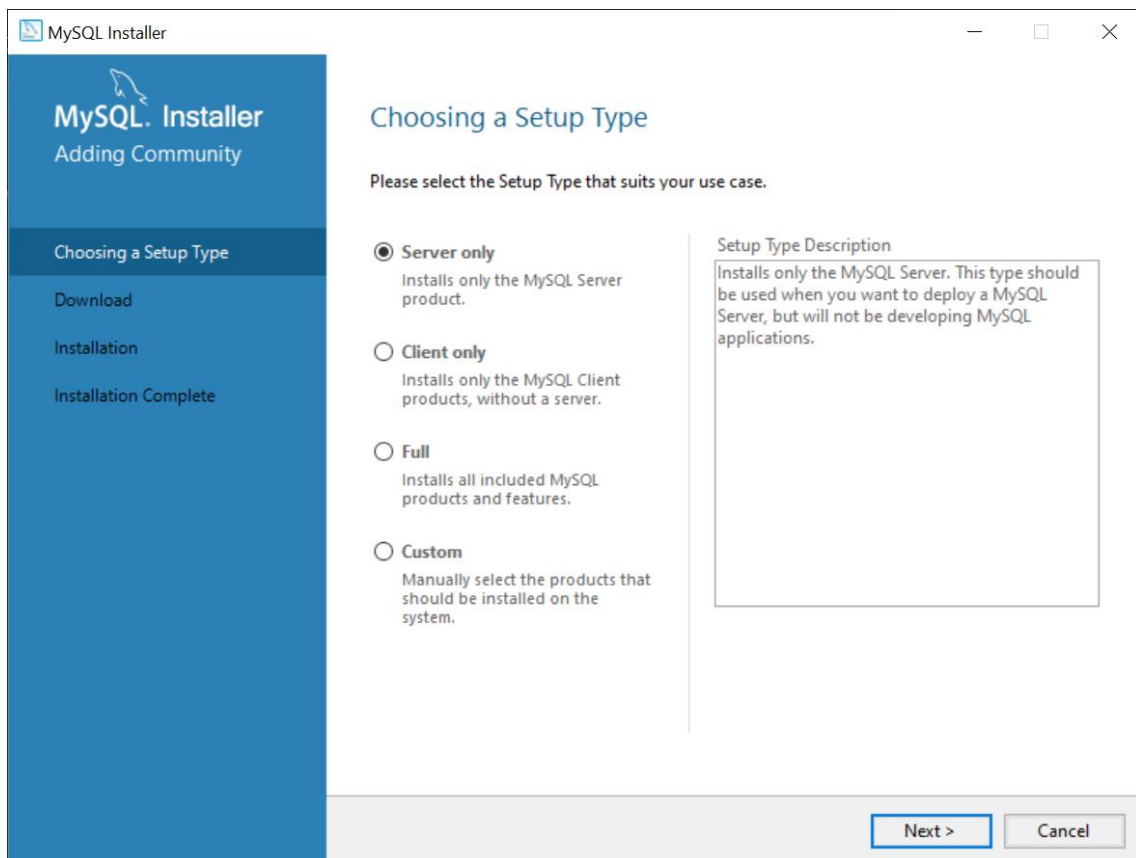 MySQL Installer
MySQL. Installer
Adding Community
Choosing a Setup Type
Download
Installation
Installation Complete
Choosing a Setup Type
Please select the Setup Type that suits your use case.
Server only
Installs only the MySQL Server
product.
Client only
Installs only the MySQL Client
products, without a server.
Full
Installs all included MySQL
products and features.
Custom
Manually select the products that
should be installed on the
system.
Setup Type Description
Installs only the MySQL Server. This type should
be used when you want to deploy a MySQL
Server, but will not be developing MySQL
applications.
Next >
Cancel